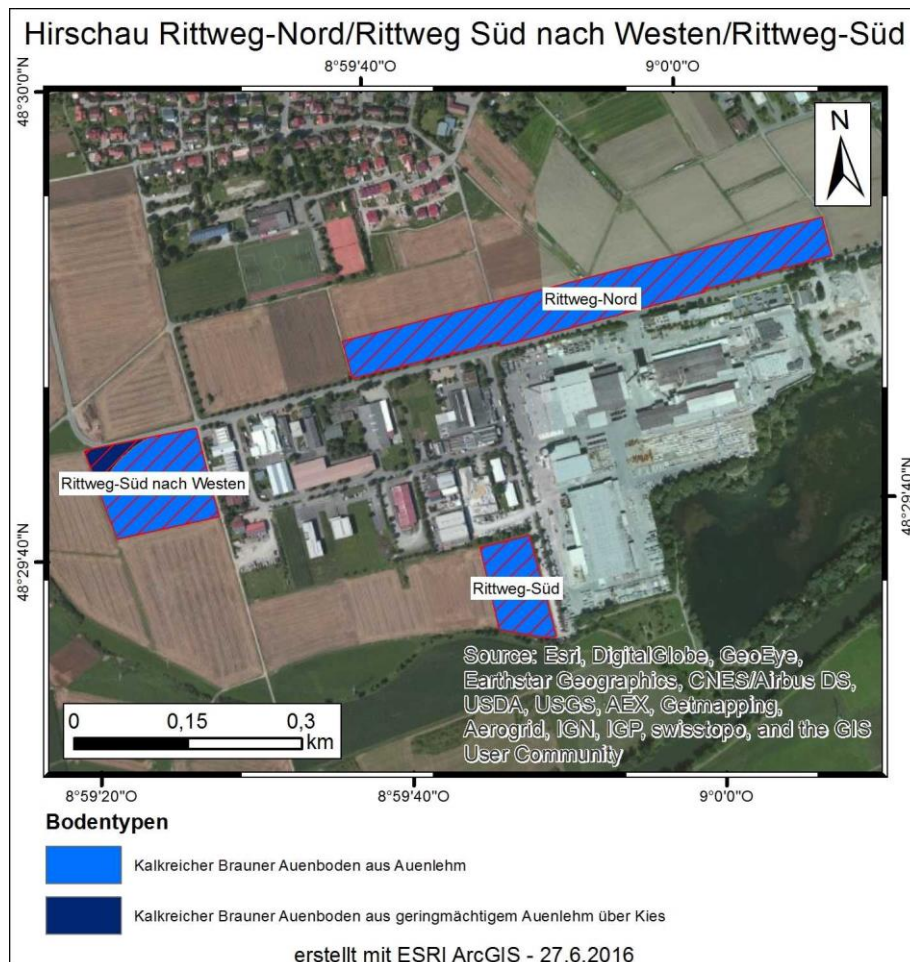 Hirschau Rittweg-Nord/Rittweg Süd nach Westen/Rittweg-Süd
8°59'40"O
9°0'0"O
48°30'0"N
N
Rittweg-Nord
Rittweg-Süd nach Westen
48°29'40"N
48°29'40"N
Rittweg-Süd
Source: Esri, DigitalGlobe, GeoEye,
Earthstar Geographics, CNES/Airbus DS,
USDA, USGS, AEX, Getmapping,
Aerogrid, IGN, IGP, swisstopo, and the GIS
User Community
0 0,15 0,3
km
8°59'20"O
8°59'40"O
9°0'0"O
Bodentypen
Kalkreicher Brauner Auenboden aus Auenlehm
Kalkreicher Brauner Auenboden aus geringmächtigem Auenlehm über Kies
erstellt mit ESRI ArcGIS - 27.6.2016